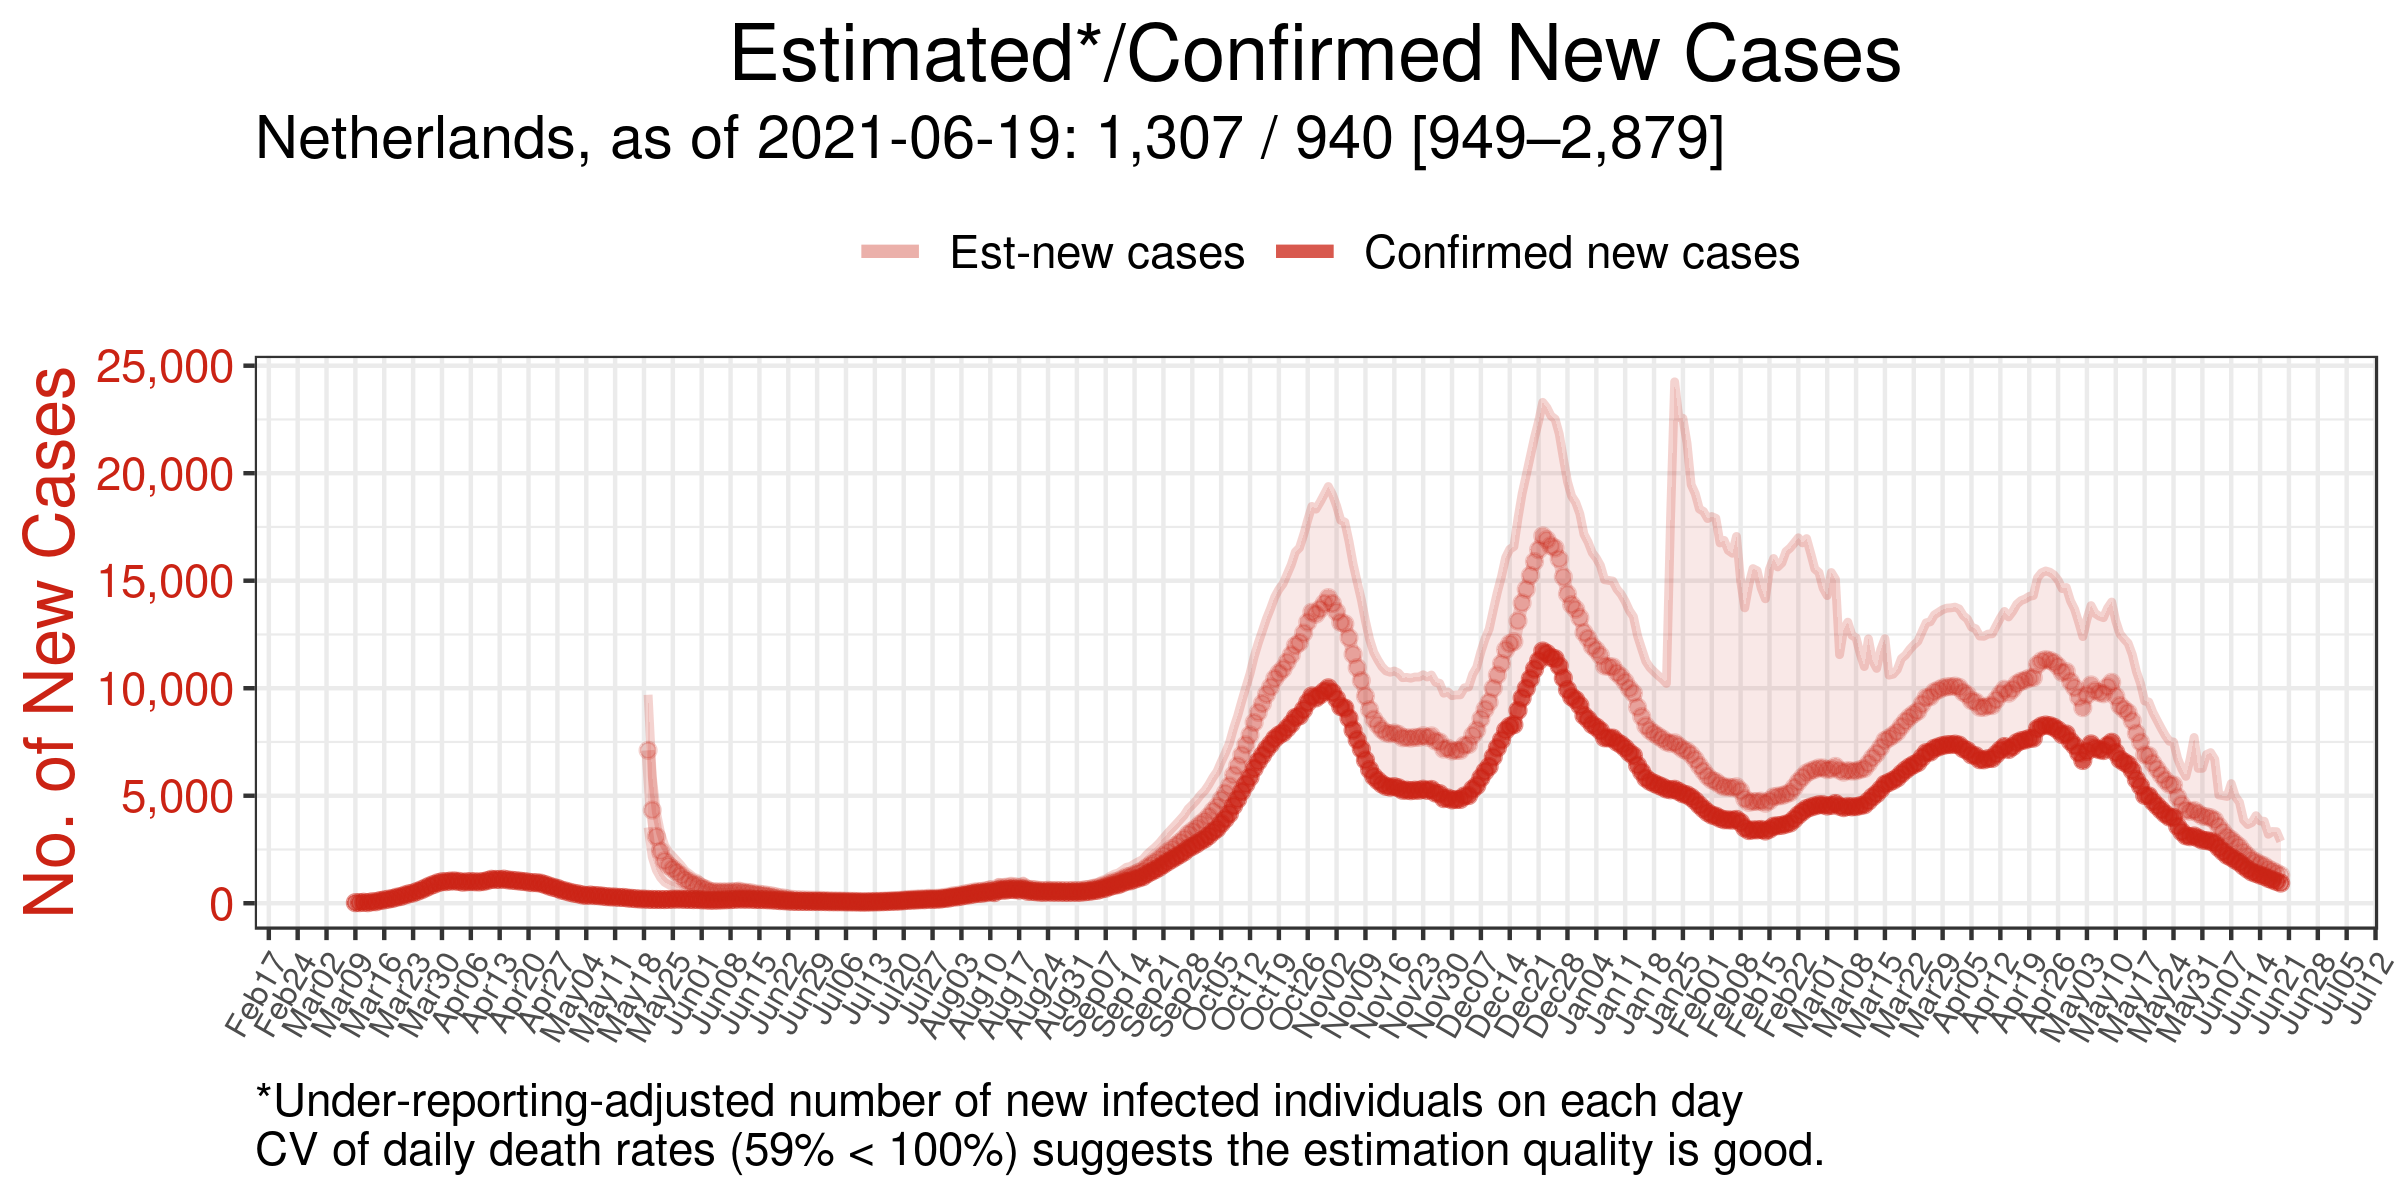 Estimated*/Confirmed New Cases
Netherlands, as of 2021-06-19: 1,307 / 940 [949–2,879]
Est-new cases Confirmed new cases
No. of New Cases
25,000
20,000
15,000
10,000
5,000
0
Feb17 Feb24 Mar02 Mar09 Mar16 Mar23 Mar30 Apr06 Apr13 Apr20 Apr27 May04 May11 May18 May25 Jun01 Jun08 Jun15 Jun22 Jun29 Jul06 Jul13 Jul20 Jul27 Aug03 Aug10 Aug17 Aug24 Aug31 Sep07 Sep14 Sep21 Sep28 Oct05 Oct12 Oct19 Oct26 Nov02 Nov09 Nov16 Nov23 Nov30 Dec07 Dec14 Dec21 Dec28 Jan04 Jan11 Jan18 Jan25 Feb01 Feb08 Feb15 Feb22 Mar01 Mar08 Mar15 Mar22 Mar29 Apr05 Apr12 Apr19 Apr26 May03 May10 May17 May24 May31 Jun07 Jun14 Jun21 Jun28 Jul05 Jul12
*Under-reporting-adjusted number of new infected individuals on each day
CV of daily death rates (59% < 100%) suggests the estimation quality is good.